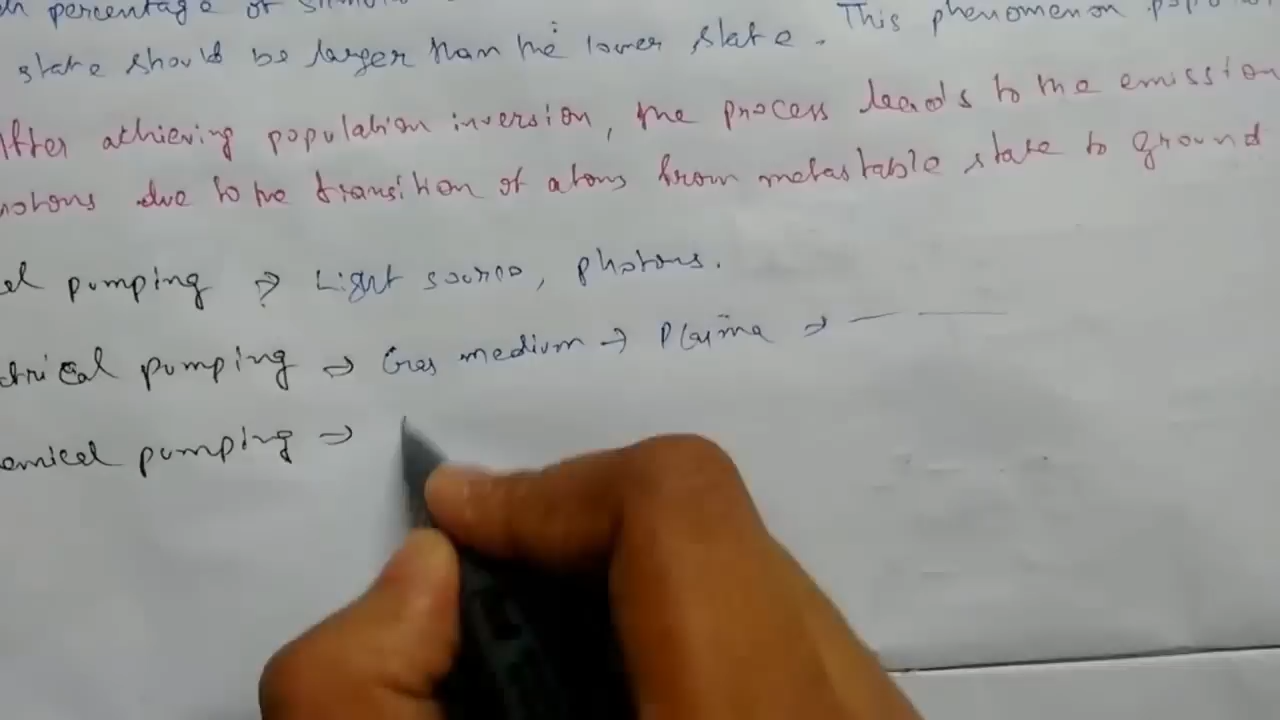 percentage of
state should be larger than the lower state. This phenomenon
After achieving population inversion, the process leads to the emission
due to the transition of atoms from metastable state to ground
pumping → Light source, photons.
pumping → Gas medium → Plasma →
pumping →